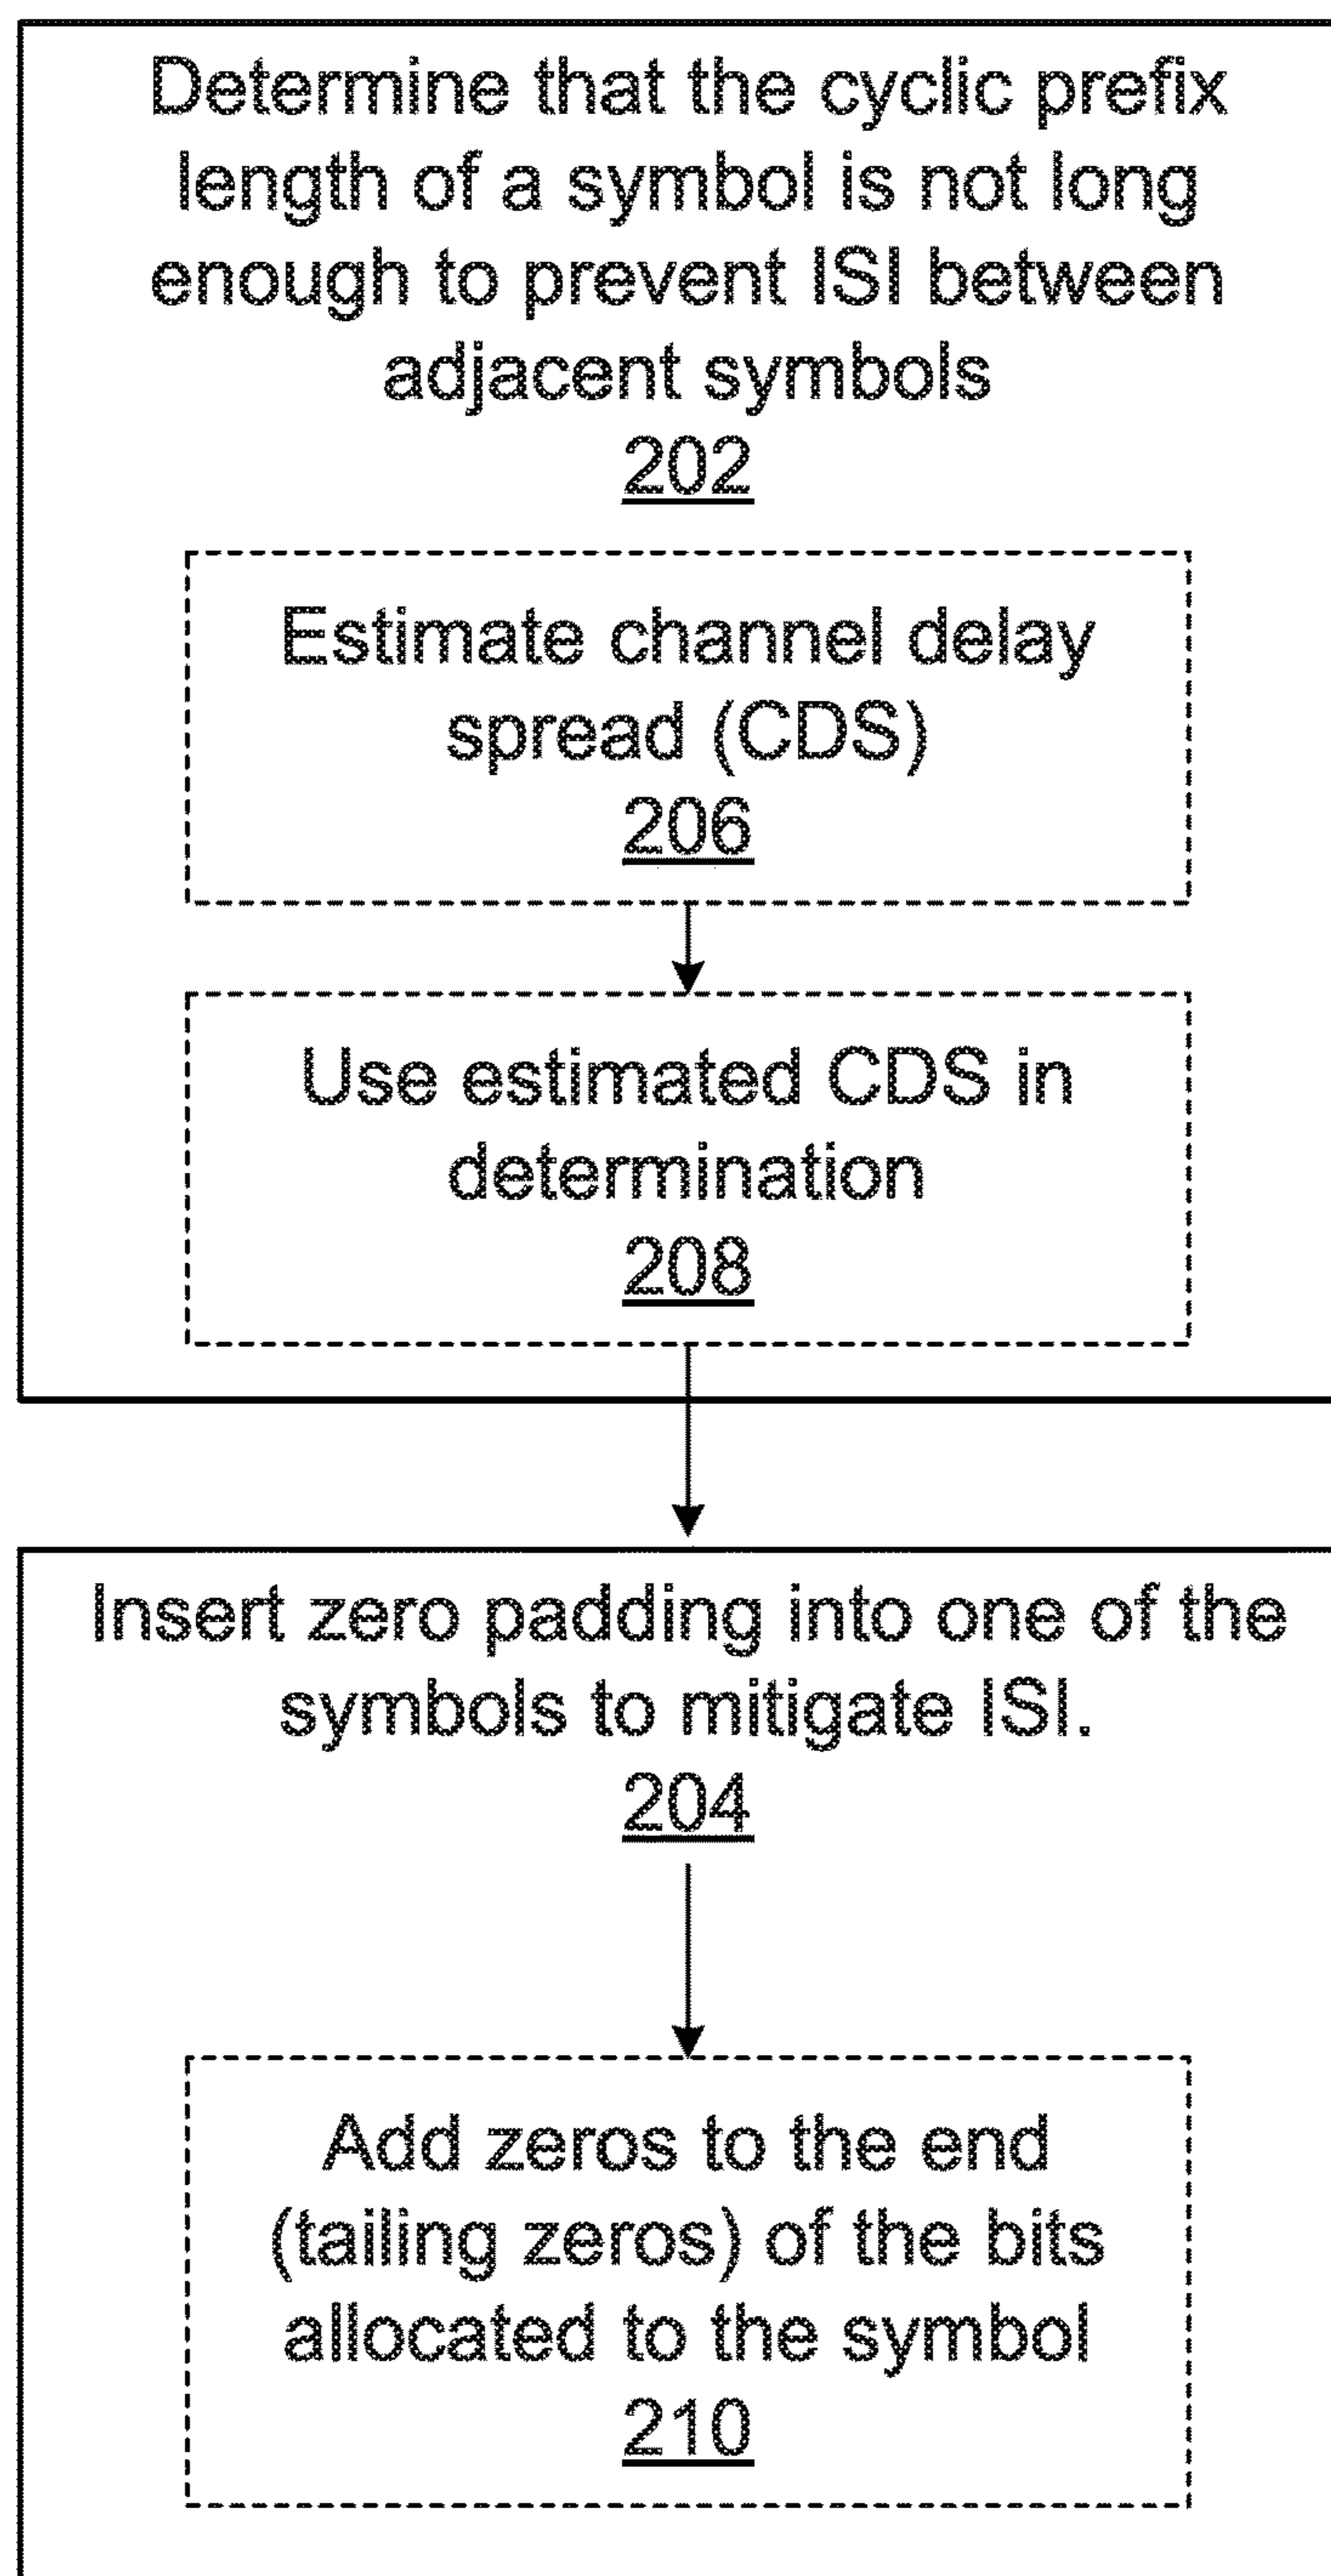 Determine that the cyclic prefix
length of a symbol is not long
enough to prevent ISI between
adjacent symbols
202
Estimate channel delay
spread (CDS)
206
Use estimated CDS in
determination
208
Insert zero padding into one of the
symbols to mitigate ISI.
204
Add zeros to the end
(tailing zeros) of the bits
allocated to the symbol
210